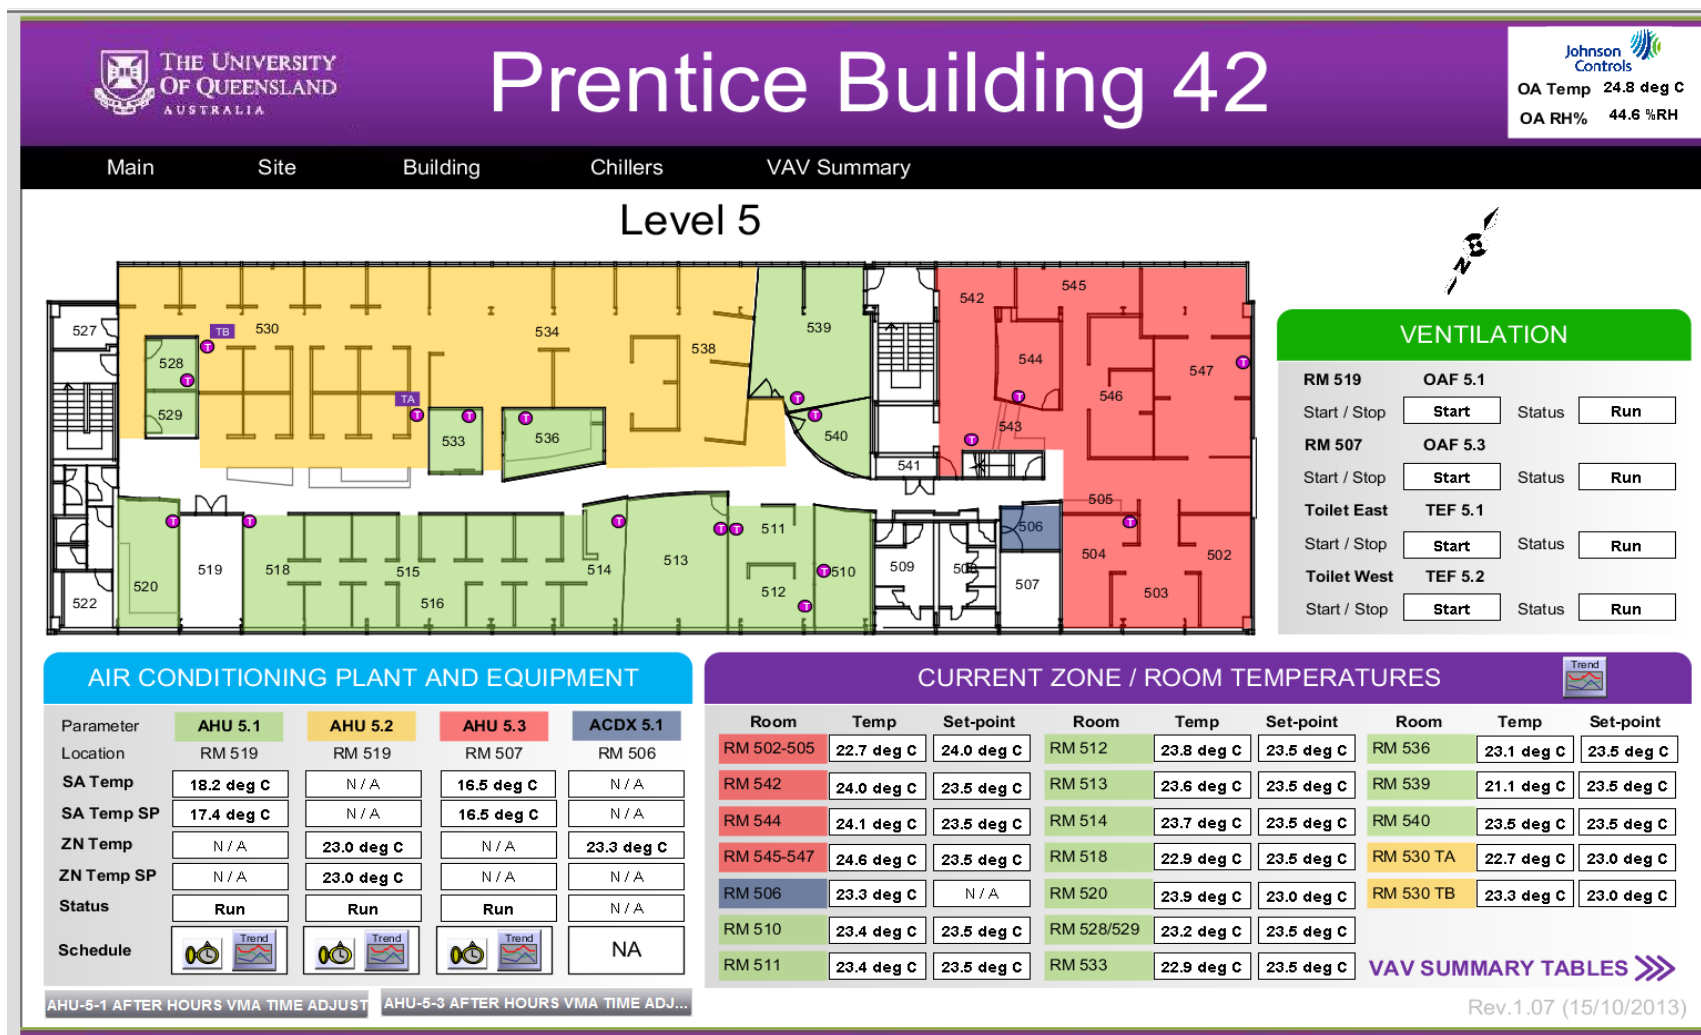 THE UNIVERSITY
OF QUEENSLAND
AUSTRALIA
Prentice Building 42
Johnson
Controls
OA Temp 24.8 deg C
OA RH% 44.6 %RH
Main Site Building Chillers VAV Summary
Level 5
N
527 TB 530 534 539 542 545
528 538 544 547
529 TA 546
533 536 540 543
541
505
511 506
520 519 518 515 514 513 510 509 508 504 502
522 516 512 507 503
VENTILATION
RM 519 OAF 5.1
Start / Stop Start Status Run
RM 507 OAF 5.3
Start / Stop Start Status Run
Toilet East TEF 5.1
Start / Stop Start Status Run
Toilet West TEF 5.2
Start / Stop Start Status Run
AIR CONDITIONING PLANT AND EQUIPMENT
Parameter AHU 5.1 AHU 5.2 AHU 5.3 ACDX 5.1
Location RM 519 RM 519 RM 507 RM 506
SA Temp 18.2 deg C N / A 16.5 deg C N / A
SA Temp SP 17.4 deg C N / A 16.5 deg C N / A
ZN Temp N / A 23.0 deg C N / A 23.3 deg C
ZN Temp SP N / A 23.0 deg C N / A N / A
Status Run Run Run N / A
Schedule Trend Trend Trend NA
AHU-5-1 AFTER HOURS VMA TIME ADJUST AHU-5-3 AFTER HOURS VMA TIME ADJ...
CURRENT ZONE / ROOM TEMPERATURES Trend
Room Temp Set-point Room Temp Set-point Room Temp Set-point
RM 502-505 22.7 deg C 24.0 deg C RM 512 23.8 deg C 23.5 deg C RM 536 23.1 deg C 23.5 deg C
RM 542 24.0 deg C 23.5 deg C RM 513 23.6 deg C 23.5 deg C RM 539 21.1 deg C 23.5 deg C
RM 544 24.1 deg C 23.5 deg C RM 514 23.7 deg C 23.5 deg C RM 540 23.5 deg C 23.5 deg C
RM 545-547 24.6 deg C 23.5 deg C RM 518 22.9 deg C 23.5 deg C RM 530 TA 22.7 deg C 23.0 deg C
RM 506 23.3 deg C N / A RM 520 23.9 deg C 23.0 deg C RM 530 TB 23.3 deg C 23.0 deg C
RM 510 23.4 deg C 23.5 deg C RM 528/529 23.2 deg C 23.5 deg C
RM 511 23.4 deg C 23.5 deg C RM 533 22.9 deg C 23.5 deg C VAV SUMMARY TABLES
Rev.1.07 (15/10/2013)